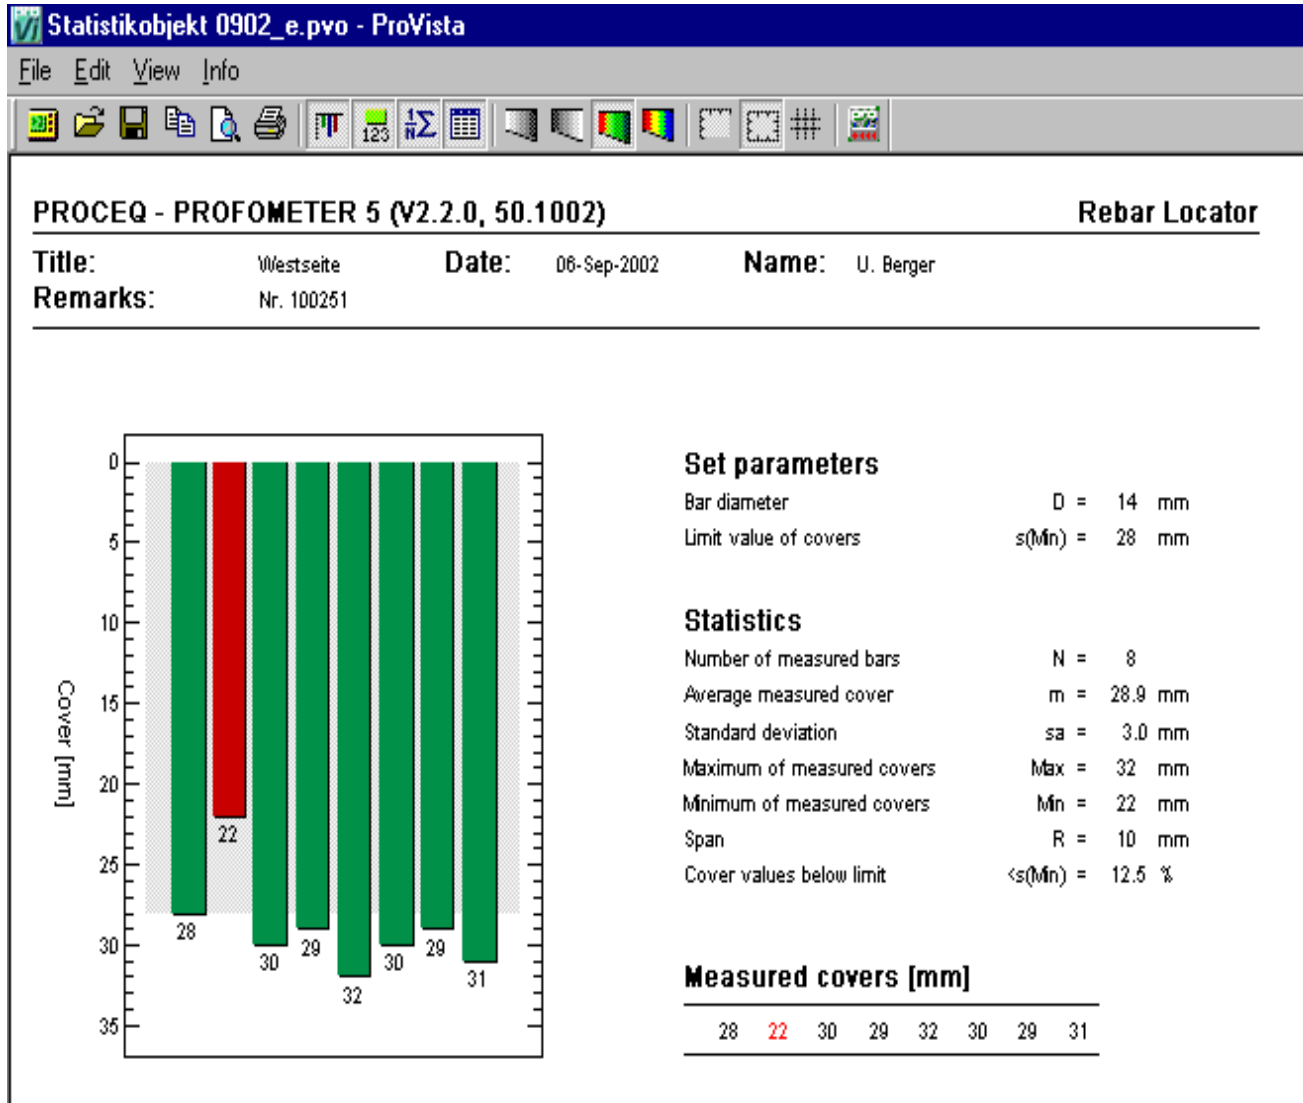 Statistikobjekt 0902_e.pvo - ProVista
File Edit View Info
123
1/N Σ
PROCEQ - PROFOMETER 5 (V2.2.0, 50.1002) Rebar Locator
Title: Westseite Date: 06-Sep-2002 Name: U. Berger
Remarks: Nr. 100251
Cover [mm]
0
5
10
15
20
25
30
35
28 22 30 29 32 30 29 31
Set parameters
Bar diameter D = 14 mm
Limit value of covers s(Min) = 28 mm
Statistics
Number of measured bars N = 8
Average measured cover m = 28.9 mm
Standard deviation sa = 3.0 mm
Maximum of measured covers Max = 32 mm
Minimum of measured covers Min = 22 mm
Span R = 10 mm
Cover values below limit <s(Min) = 12.5 %
Measured covers [mm]
28 22 30 29 32 30 29 31